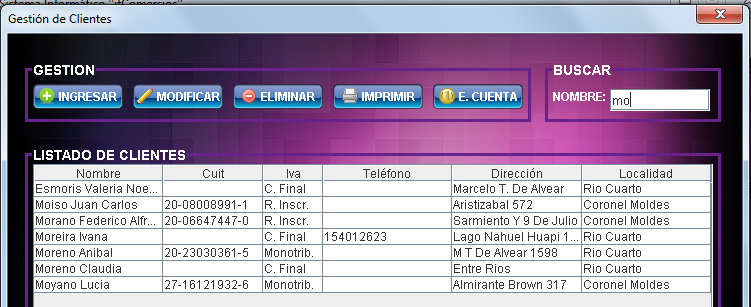 Gestión de Clientes
GESTION
INGRESAR MODIFICAR ELIMINAR IMPRIMIR E. CUENTA
BUSCAR
NOMBRE: mo
LISTADO DE CLIENTES
Nombre Cuit Iva Teléfono Dirección Localidad
Esmoris Valeria Noe... C. Final Marcelo T. De Alvear Rio Cuarto
Moiso Juan Carlos 20-08008991-1 R. Inscr. Aristizabal 572 Coronel Moldes
Morano Federico Alfr... 20-06647447-0 R. Inscr. Sarmiento Y 9 De Julio Coronel Moldes
Moreira Ivana C. Final 154012623 Lago Nahuel Huapi 1... Rio Cuarto
Moreno Anibal 20-23030361-5 Monotrib. M T De Alvear 1598 Rio Cuarto
Moreno Claudia C. Final Entre Rios Rio Cuarto
Moyano Lucia 27-16121932-6 Monotrib. Almirante Brown 317 Coronel Moldes